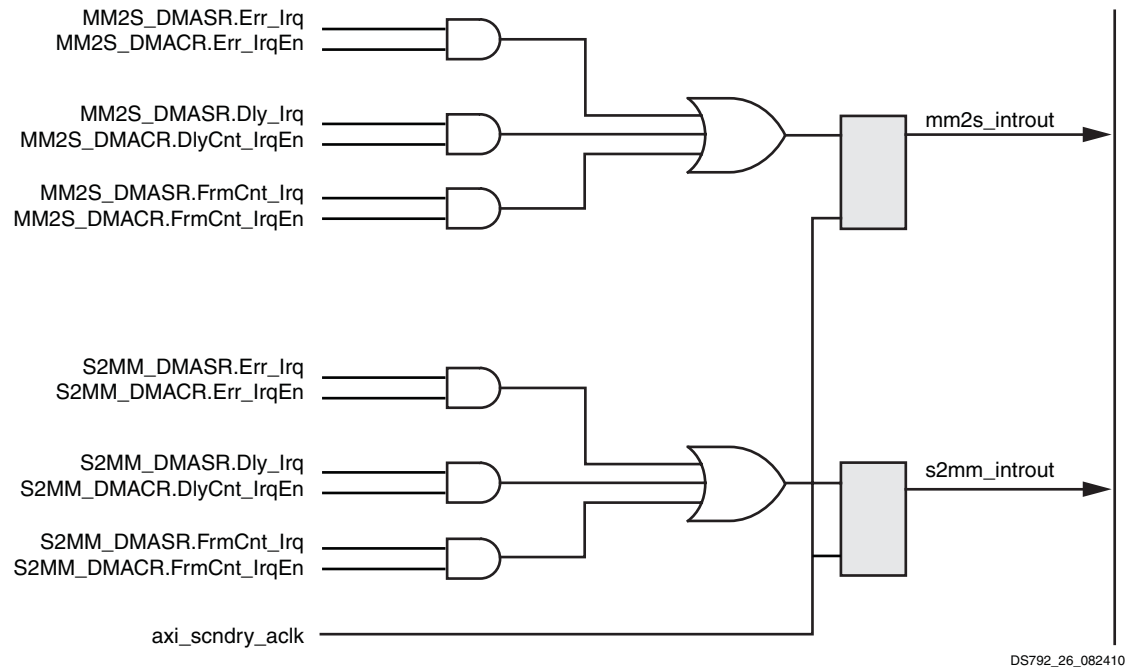 MM2S_DMASR.Err_Irq
MM2S_DMACR.Err_IrqEn
MM2S_DMASR.Dly_Irq
MM2S_DMACR.DlyCnt_IrqEn
mm2s_introut
MM2S_DMASR.FrmCnt_Irq
MM2S_DMACR.FrmCnt_IrqEn
S2MM_DMASR.Err_Irq
S2MM_DMACR.Err_IrqEn
S2MM_DMASR.Dly_Irq
S2MM_DMACR.DlyCnt_IrqEn
s2mm_introut
S2MM_DMASR.FrmCnt_Irq
S2MM_DMACR.FrmCnt_IrqEn
axi_scndry_aclk
DS792_26_082410